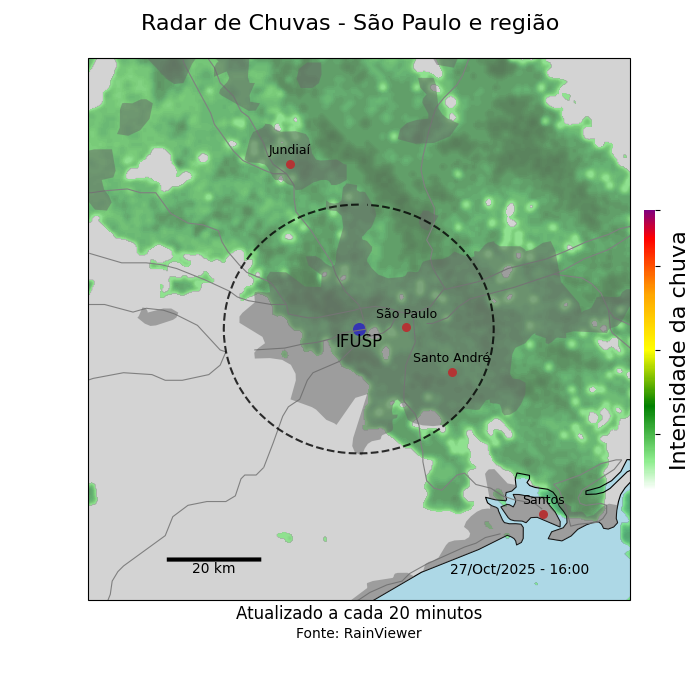 Radar de Chuvas - São Paulo e região
Jundiaí
São Paulo
IFUSP
Santo André
Santos
20 km
27/Oct/2025 - 16:00
Intensidade da chuva
Atualizado a cada 20 minutos
Fonte: RainViewer